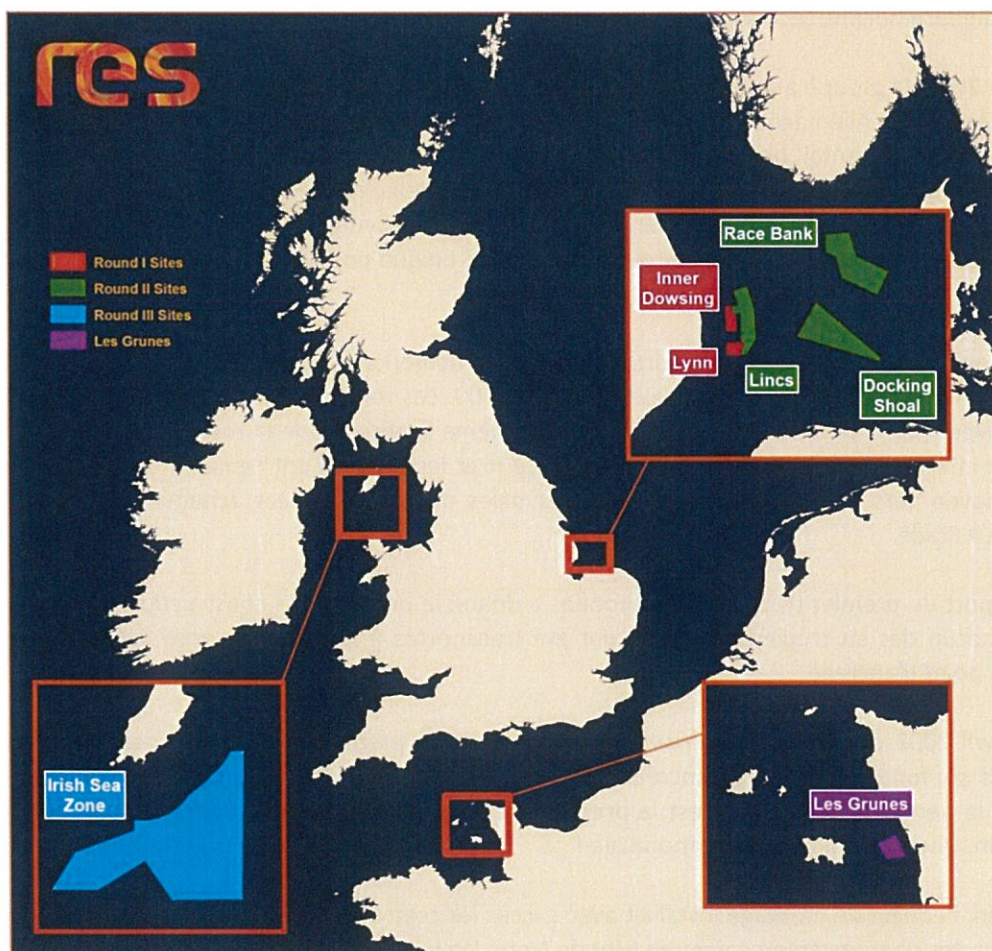 res
Round I Sites
Round II Sites
Round III Sites
Les Grunes
Race Bank
Inner
Dowsing
Lynn
Lincs
Docking
Shoal
Irish Sea
Zone
Les Grunes